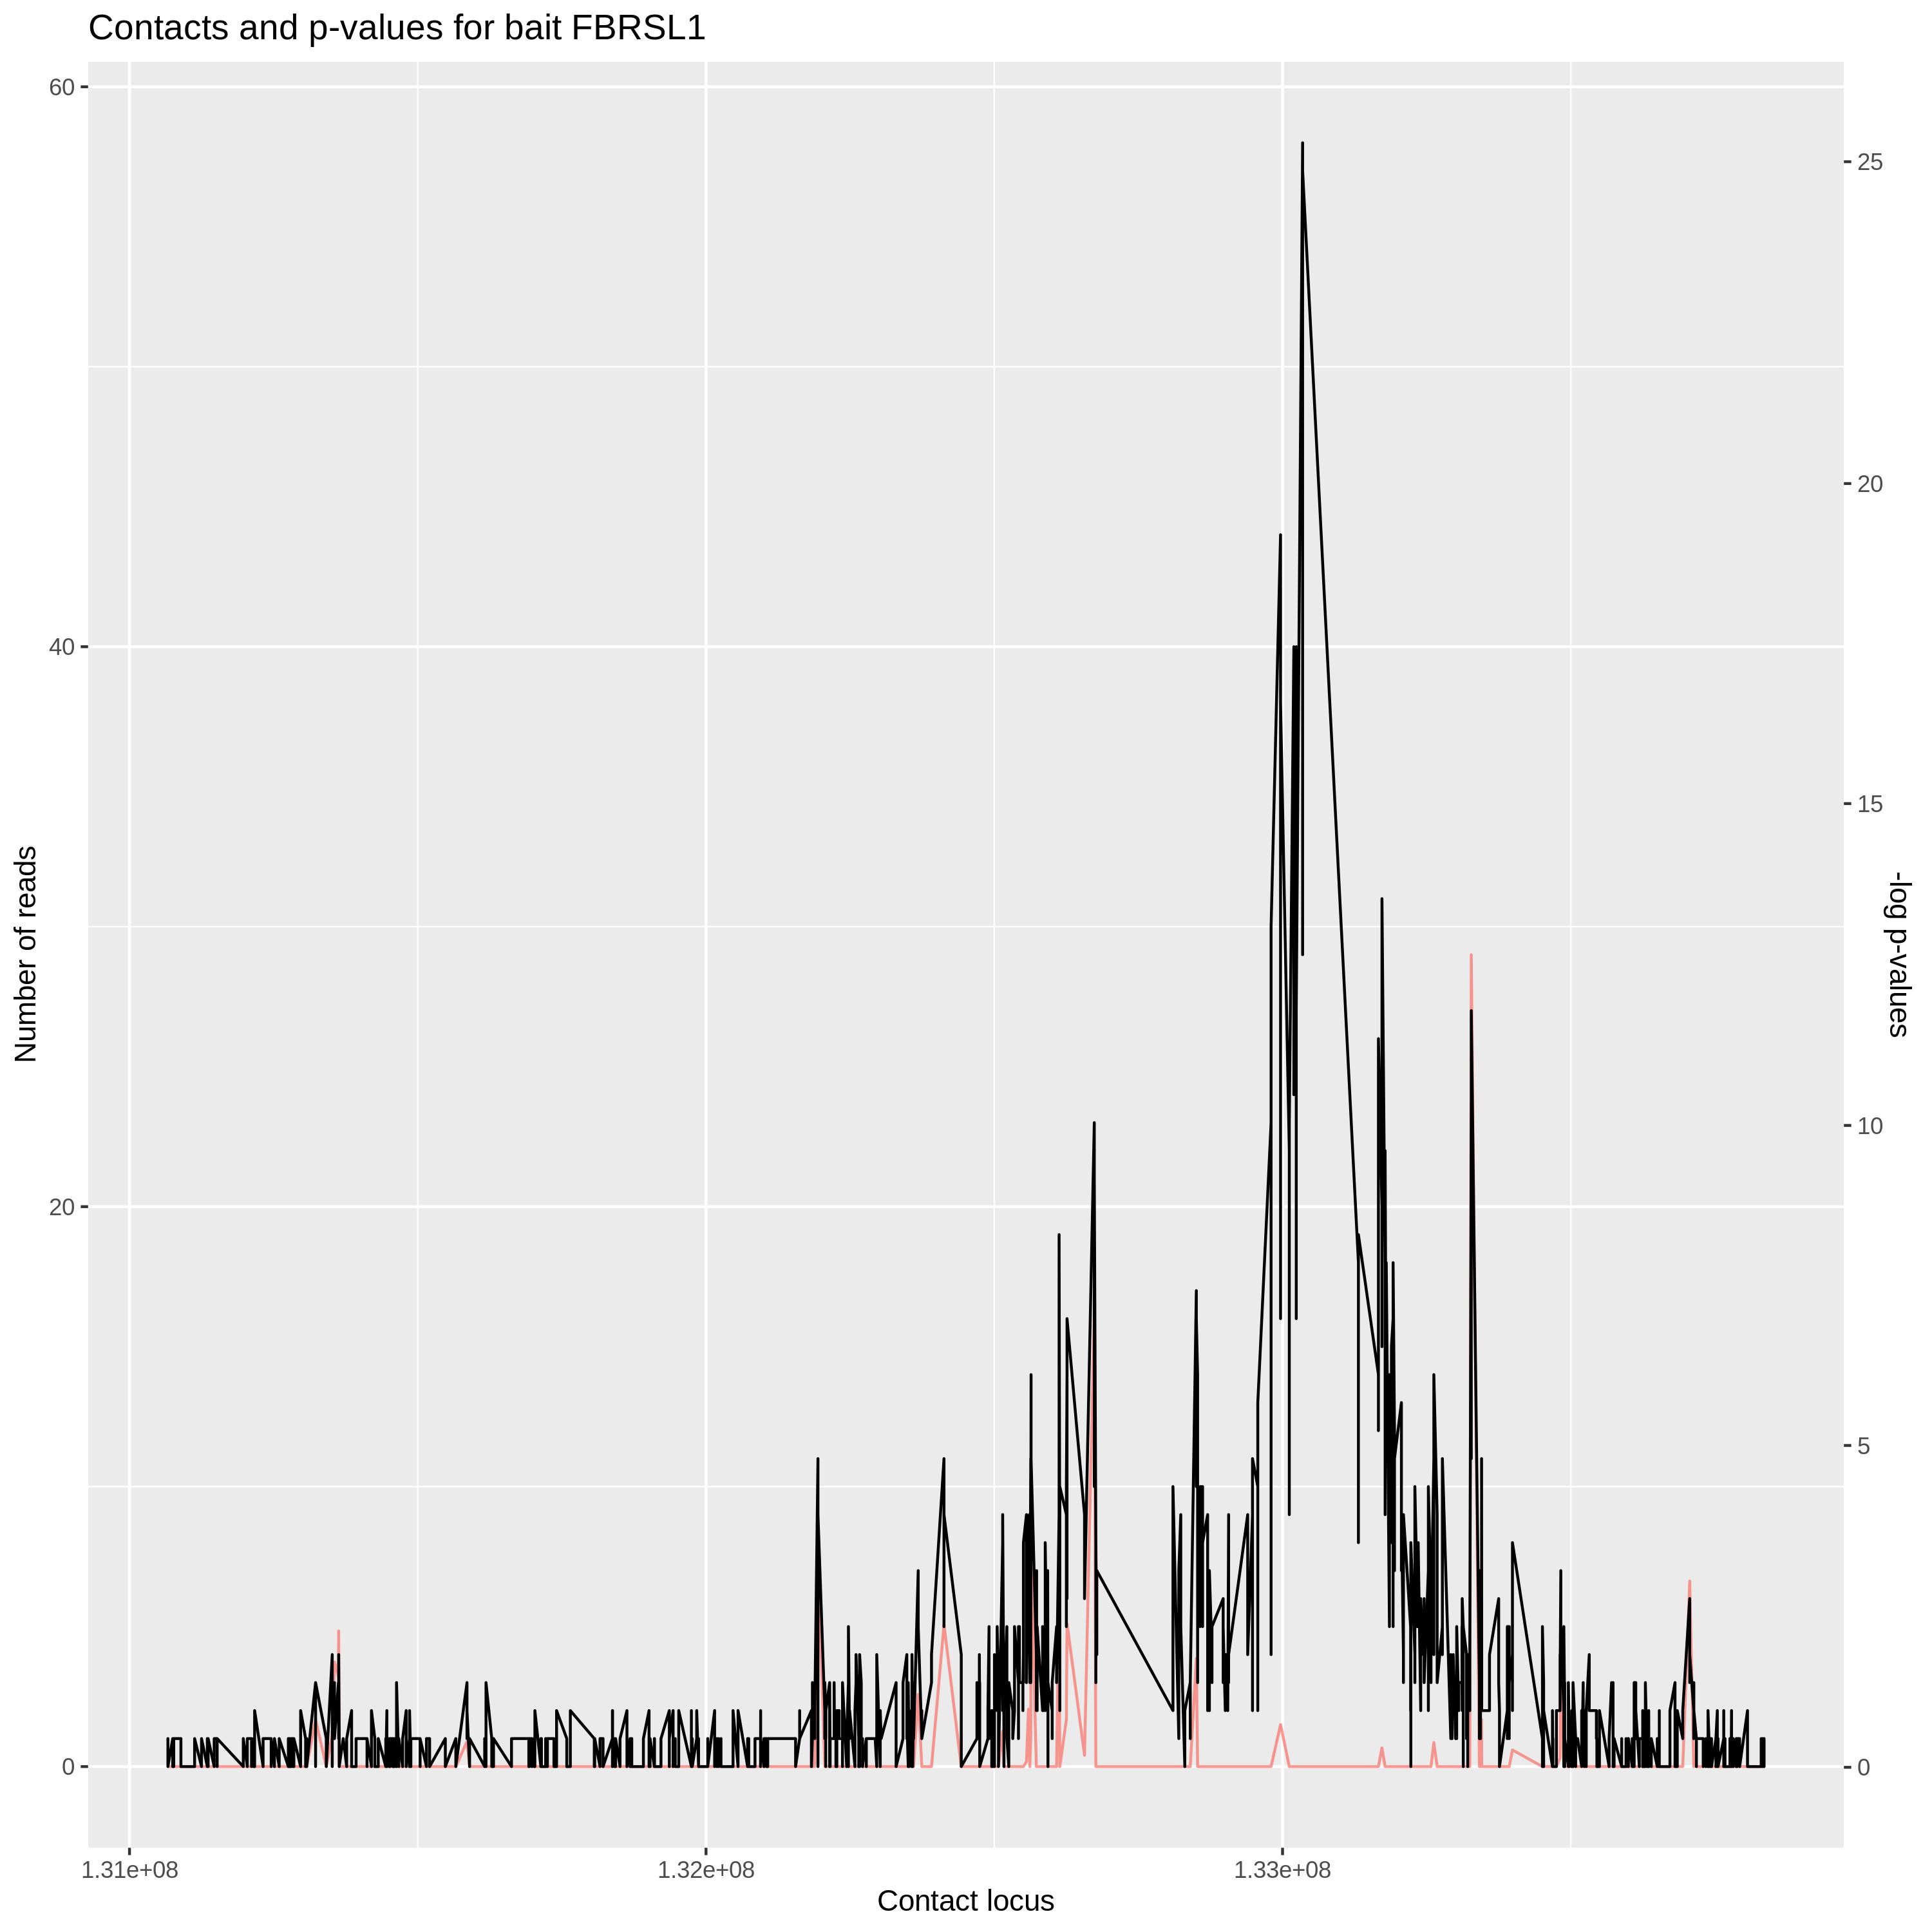 Contacts and p-values for bait FBRSL1
60
40
20
0
Number of reads
25
20
15
10
5
0
-log p-values
1.31e+08
1.32e+08
1.33e+08
Contact locus